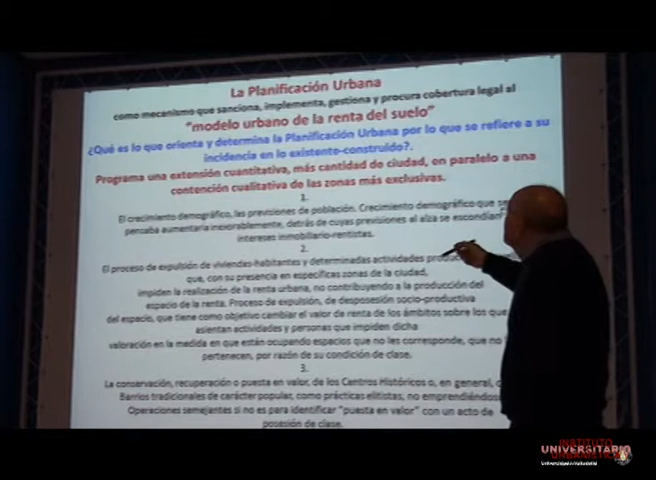 La Planificación Urbana
como mecanismo que sanciona, implementa, gestiona y procura cobertura legal al
"modelo urbano de la renta del suelo"
¿Qué es lo que orienta y determina la Planificación Urbana por lo que se refiere a su
incidencia en lo existente-construido?.
Programa una extensión cuantitativa, más cantidad de ciudad, en paralelo a una
contención cualitativa de las zonas más exclusivas.
1.
El crecimiento demográfico, las previsiones de población. Crecimiento demográfico que se
pensaba aumentaría inexorablemente, detrás de cuyas previsiones al alza se escondían
intereses inmobiliario-rentistas.
2.
El proceso de expulsión de viviendas-habitantes y determinadas actividades
que, con su presencia en específicas zonas de la ciudad,
impiden la realización de la renta urbana, no contribuyendo a la producción del
espacio de la renta. Proceso de expulsión, de desposesión socio-productiva
del espacio, que tiene como objetivo cambiar el valor de renta de los ámbitos sobre los que
asientan actividades y personas que impiden dicha
valoración en la medida en que están ocupando espacios que no les corresponde, que no
pertenecen, por razón de su condición de clase.
3.
La conservación, recuperación o puesta en valor, de los Centros Históricos o, en general,
Barrios tradicionales de carácter popular, como prácticas elitistas, no emprendiéndose
Operaciones semejantes si no es para identificar "puesta en valor" con un acto de
posesión de clase.
INSTITUTO
UNIVERSITARIO
Universidad de Valladolid